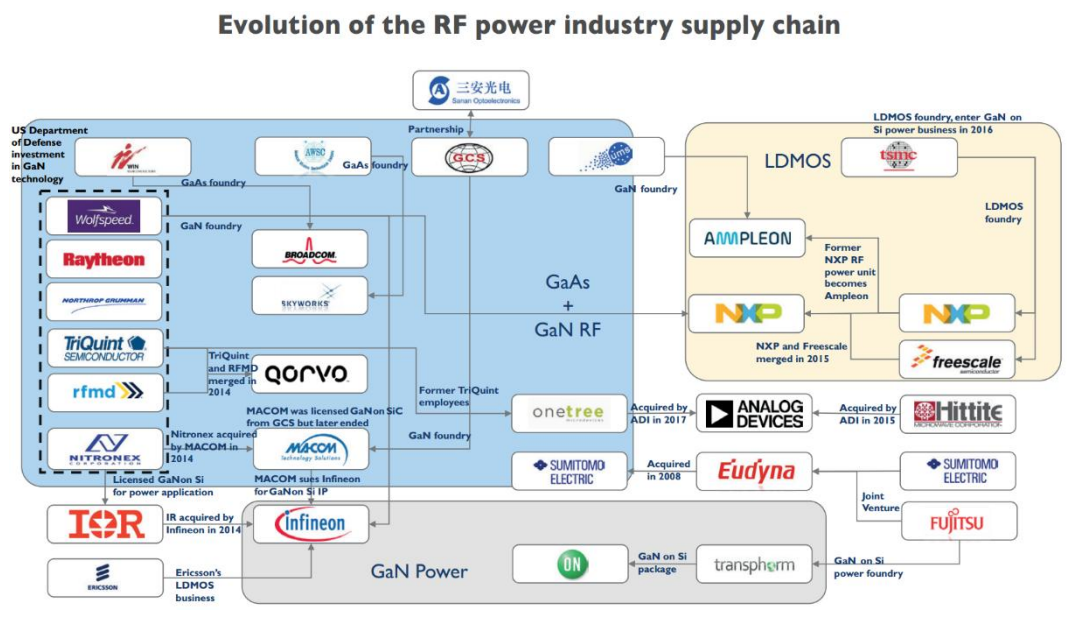 Evolution of the RF power industry supply chain
三安光电
Sanan Optoelectronics
US Department
of Defense
investment
in GaN
technology
Partnership
LDMOS foundry, enter GaN on
Si power business in 2016
WIN
AWSC
GaAs foundry
GCS
ums
GaN foundry
LDMOS
tsmc
GaAs foundry
Wolfspeed
GaN foundry
LDMOS
foundry
BROADCOM
AMPLEON
Former
NXP RF
power unit
becomes
Ampleon
Raytheon
GaAs
+
GaN RF
NORTHROP GRUMMAN
SKYWORKS
NXP
NXP
TriQuint
SEMICONDUCTOR
NXP and Freescale
merged in 2015
freescale
semiconductor
TriQuint
and RFMD
merged in
2014
QORVO
rfmd
Former TriQuint
employees
onetree
MICRODEVICES
Acquired by
ADI in 2017
ANALOG
DEVICES
Acquired by
ADI in 2015
Hittite
MICROWAVE CORPORATION
MACOM was licensed GaNon SiC
from GCS but later ended
NITRONEX
CORPORATION
Nitronex acquired
by MACOM in
2014
MACOM
Technology Solutions
GaN foundry
SUMITOMO
ELECTRIC
Acquired
in 2008
Eudyna
SUMITOMO
ELECTRIC
Licensed GaNon Si
for power application
MACOM sues Infineon
for GaNon Si IP
Joint
Venture
IOR
IR acquired by
Infineon in 2014
infineon
FUJITSU
GaN Power
ON
GaN on Si
package
transphorm
GaN on Si
power foundry
ERICSSON
Ericsson's
LDMOS
business